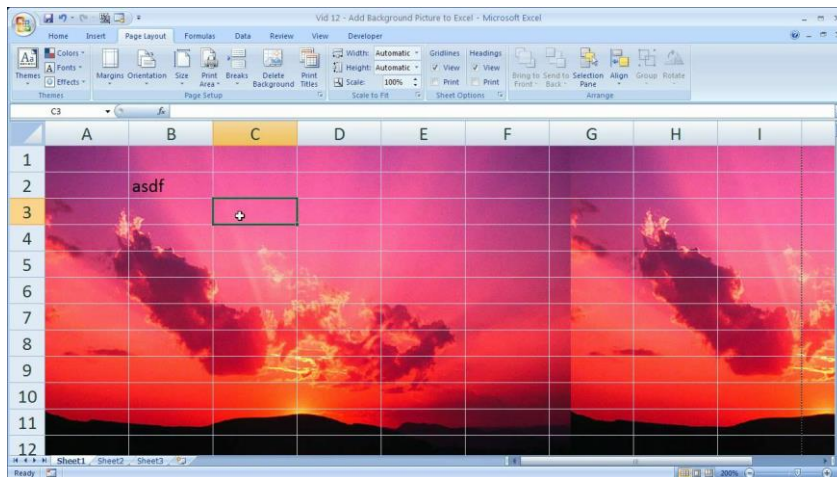 Vid 12 - Add Background Picture to Excel - Microsoft Excel
Home Insert Page Layout Formulas Data Review View Developer
Themes
Colors
Fonts
Effects
Themes
Margins Orientation Size Print Area Breaks Delete Background Print Titles
Page Setup
Width: Automatic
Height: Automatic
Scale: 100%
Scale to Fit
Gridlines Headings
View View
Print Print
Sheet Options
Bring to Front Send to Back Selection Pane Align Group Rotate
Arrange
C3 fx
A B C D E F G H I
1
2 asdf
3
4
5
6
7
8
9
10
11
12
Sheet1 Sheet2 Sheet3
Ready 200%